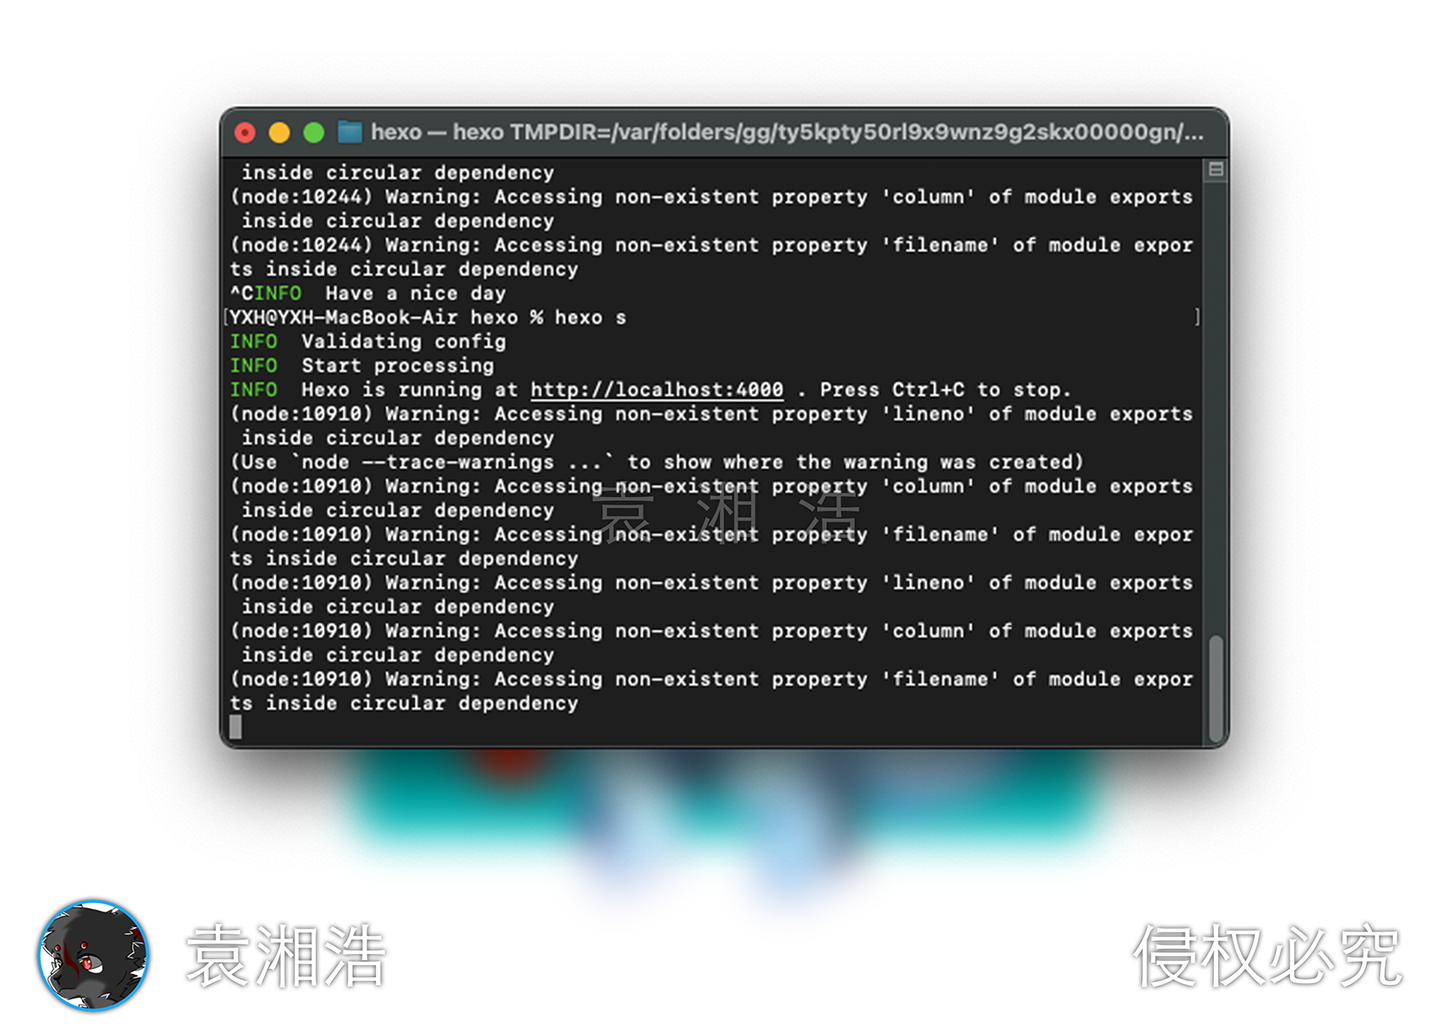 hexo — hexo TMPDIR=/var/folders/gg/ty5kpty50rl9x9wnz9g2skx00000gn/...
 inside circular dependency
(node:10244) Warning: Accessing non-existent property 'column' of module exports
 inside circular dependency
(node:10244) Warning: Accessing non-existent property 'filename' of module expor
ts inside circular dependency
^CINFO  Have a nice day
[YXH@YXH-MacBook-Air hexo % hexo s ]
INFO  Validating config
INFO  Start processing
INFO  Hexo is running at http://localhost:4000 . Press Ctrl+C to stop.
(node:10910) Warning: Accessing non-existent property 'lineno' of module exports
 inside circular dependency
(Use `node --trace-warnings ...` to show where the warning was created)
(node:10910) Warning: Accessing non-existent property 'column' of module exports
 inside circular dependency
(node:10910) Warning: Accessing non-existent property 'filename' of module expor
ts inside circular dependency
(node:10910) Warning: Accessing non-existent property 'lineno' of module exports
 inside circular dependency
(node:10910) Warning: Accessing non-existent property 'column' of module exports
 inside circular dependency
(node:10910) Warning: Accessing non-existent property 'filename' of module expor
ts inside circular dependency
袁 湘 浩
袁湘浩
侵权必究